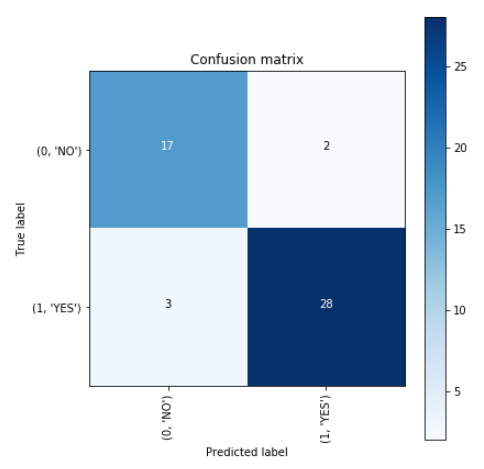 Confusion matrix
True label
(0, 'NO')
17
2
(1, 'YES')
3
28
(0, 'NO')
(1, 'YES')
Predicted label
25
20
15
10
5